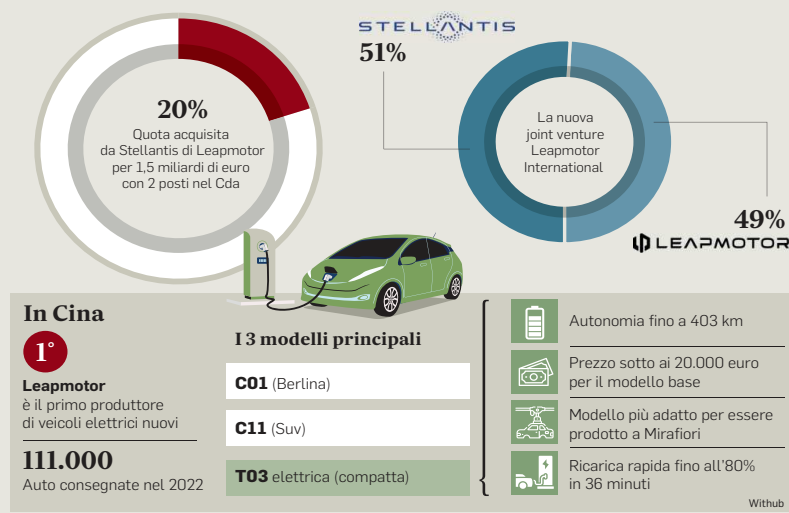 20%
Quota acquisita
da Stellantis di Leapmotor
per 1,5 miliardi di euro
con 2 posti nel Cda
STELLANTIS
51%
La nuova
joint venture
Leapmotor
International
49%
LEAPMOTOR
In Cina
1°
Leapmotor
è il primo produttore
di veicoli elettrici nuovi
111.000
Auto consegnate nel 2022
I 3 modelli principali
C01 (Berlina)
C11 (Suv)
T03 elettrica (compatta)
Autonomia fino a 403 km
Prezzo sotto ai 20.000 euro
per il modello base
Modello più adatto per essere
prodotto a Mirafiori
Ricarica rapida fino all'80%
in 36 minuti
Withub